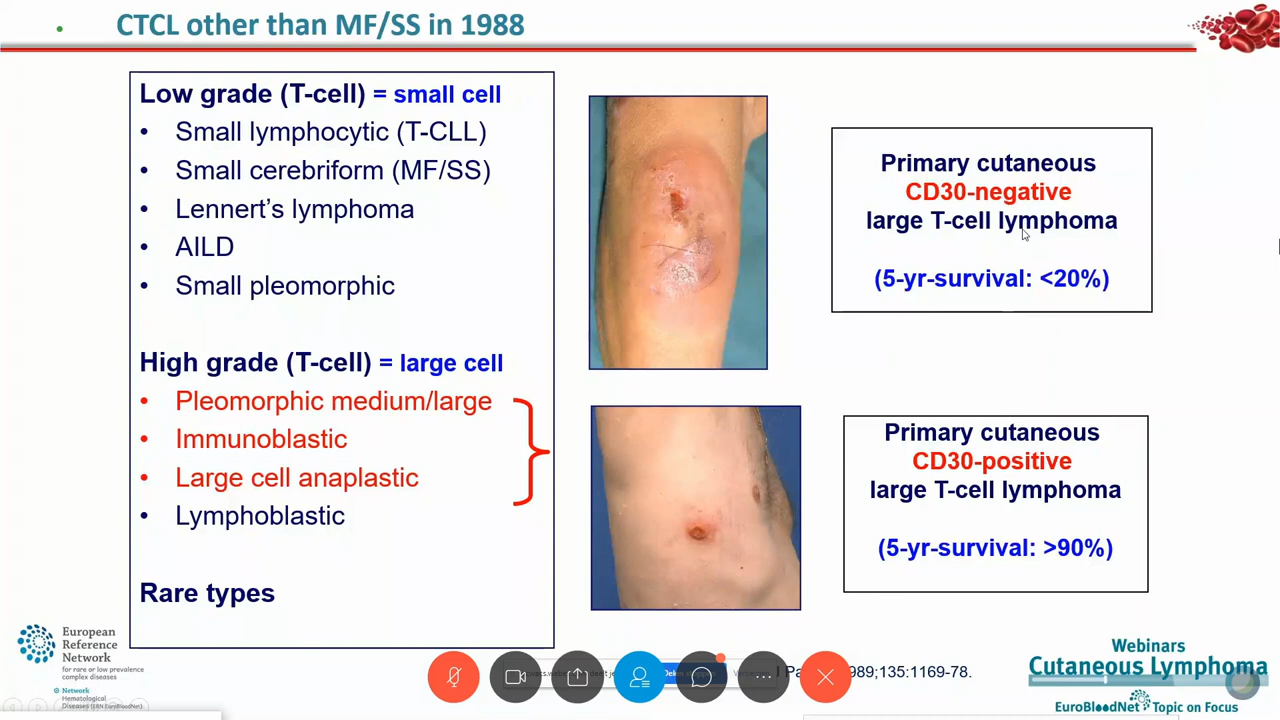 CTCL other than MF/SS in 1988
Low grade (T-cell) = small cell
• Small lymphocytic (T-CLL)
• Small cerebriform (MF/SS)
• Lennert's lymphoma
• AILD
• Small pleomorphic
High grade (T-cell) = large cell
• Pleomorphic medium/large
• Immunoblastic
• Large cell anaplastic
• Lymphoblastic
Rare types
Primary cutaneous
CD30-negative
large T-cell lymphoma
(5-yr-survival: <20%)
Primary cutaneous
CD30-positive
large T-cell lymphoma
(5-yr-survival: >90%)
European
Reference
Network
for rare or low prevalence
complex diseases
Network
Hematological
Diseases (ERN EuroBloodNet)
989;135:1169-78.
Webinars
Cutaneous Lymphoma
EuroBloodNet Topic on Focus